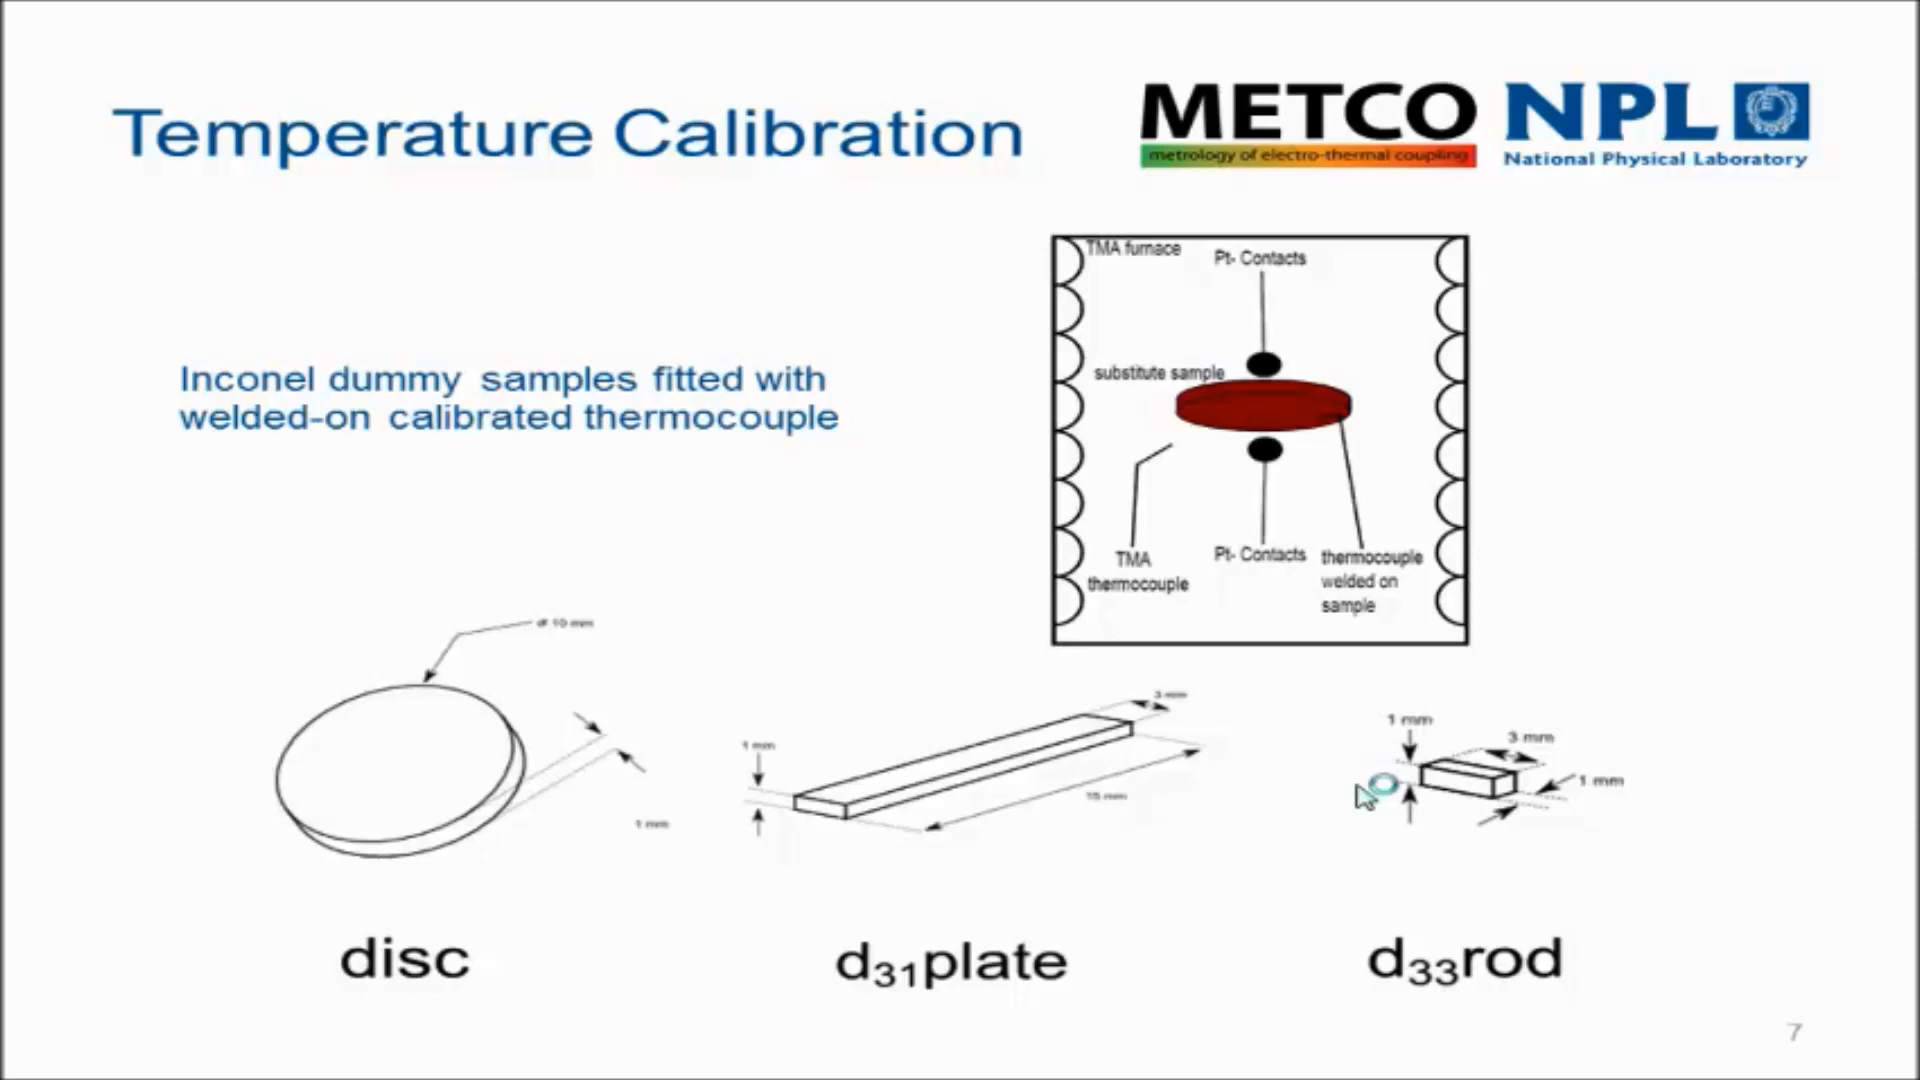 Temperature Calibration
METCO
metrology of electro-thermal coupling
NPL
National Physical Laboratory
TMA furnace
Pt- Contacts
substitute sample
Inconel dummy samples fitted with
welded-on calibrated thermocouple
TMA
thermocouple
Pt- Contacts
thermocouple
welded on
sample
10 mm
1 mm
1 mm
3 mm
15 mm
1 mm
3 mm
1 mm
disc
d31plate
d33rod
7